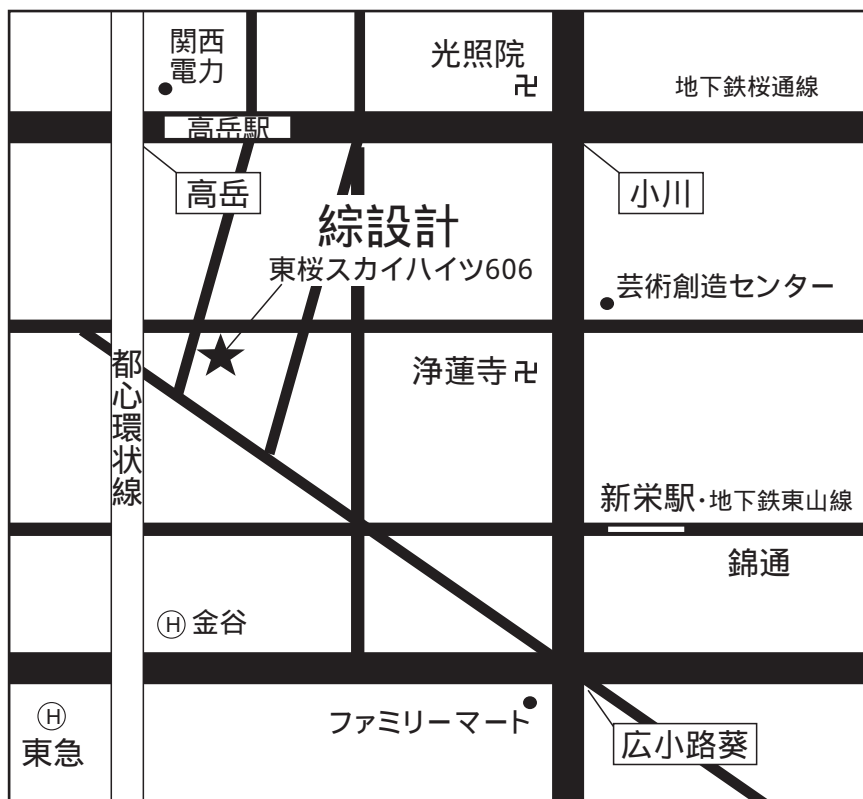 関西
電力
光照院
卍
地下鉄桜通線
高岳駅
高岳
小川
綜設計
東桜スカイハイツ606
芸術創造センター
都心環状線
浄蓮寺卍
新栄駅・地下鉄東山線
錦通
Ⓗ 金谷
Ⓗ
東急
ファミリーマート
広小路葵